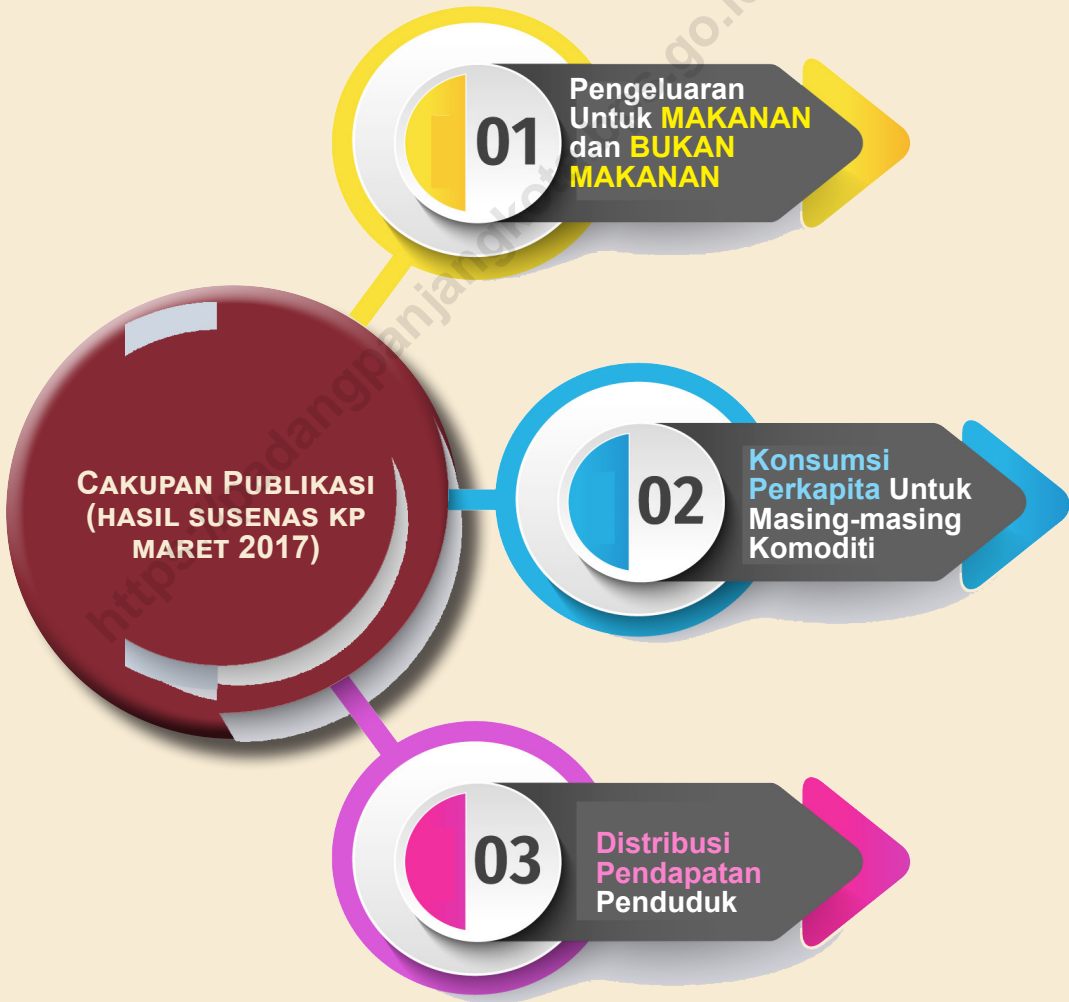 01
Pengeluaran
Untuk MAKANAN
dan BUKAN
MAKANAN
CAKUPAN PUBLIKASI
(HASIL SUSENAS KP
MARET 2017)
02
Konsumsi
Perkapita Untuk
Masing-masing
Komoditi
03
Distribusi
Pendapatan
Penduduk